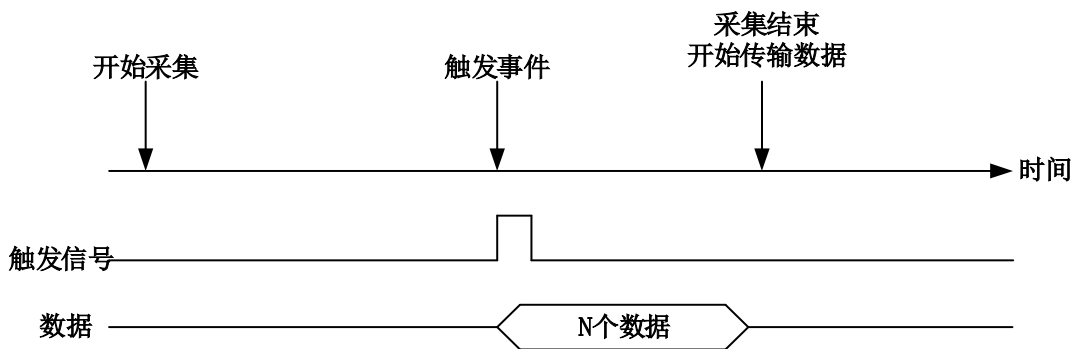 采集结束
开始传输数据
开始采集
触发事件
时间
触发信号
数据
N个数据